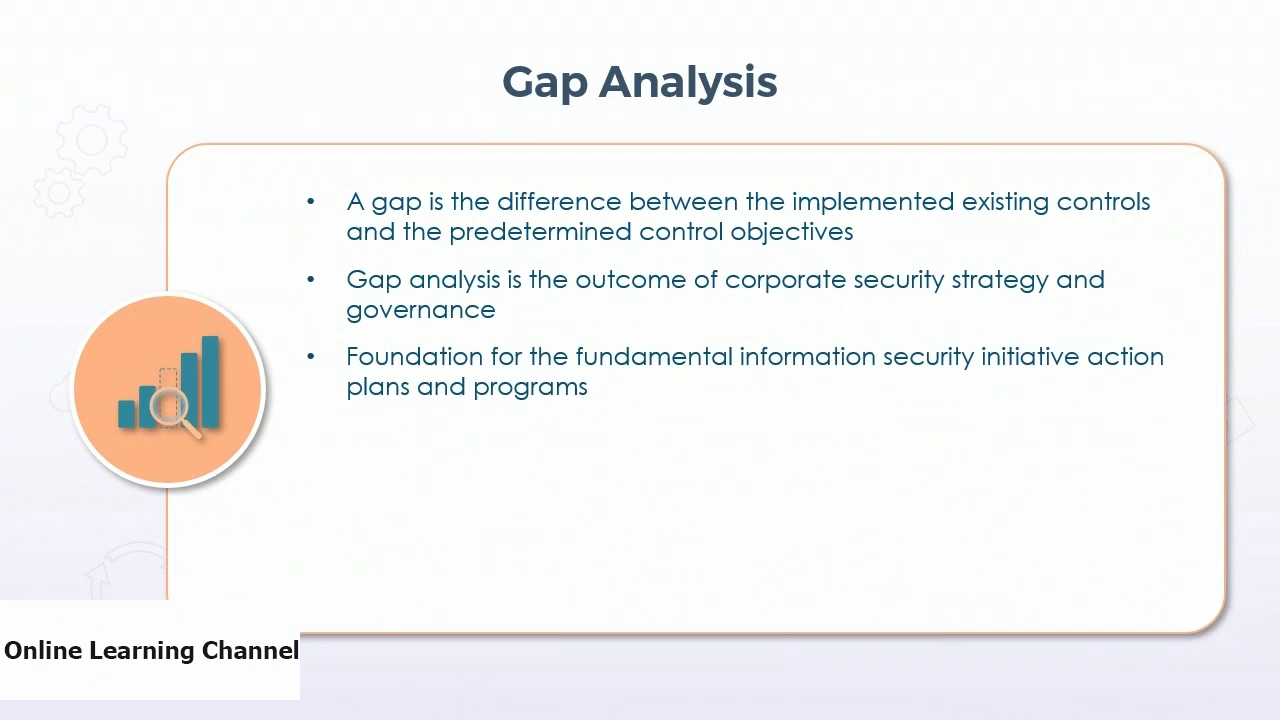 Gap Analysis
• A gap is the difference between the implemented existing controls
and the predetermined control objectives
• Gap analysis is the outcome of corporate security strategy and
governance
• Foundation for the fundamental information security initiative action
plans and programs
Online Learning Channel